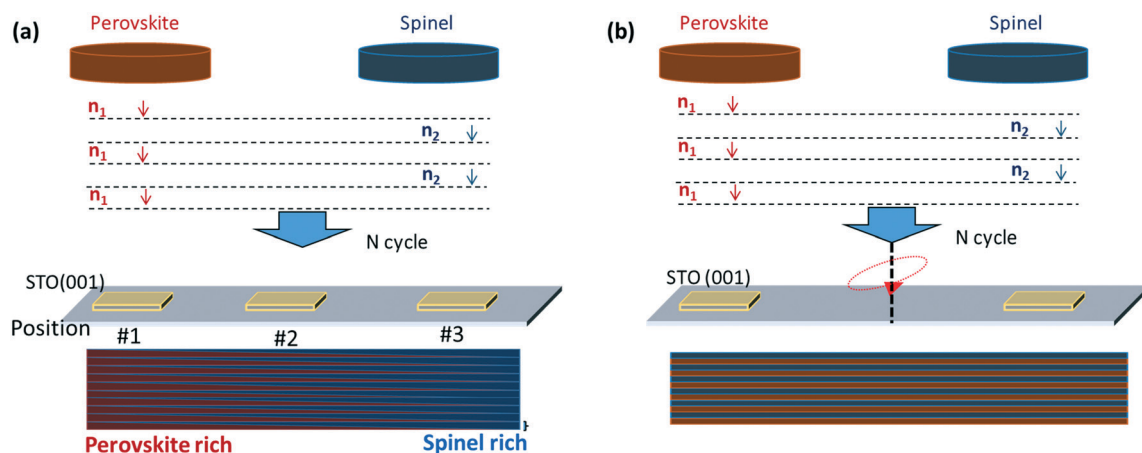 (a)
Perovskite
Spinel
n1
n2
n1
n2
n1
N cycle
STO(001)
Position
#1
#2
#3
}
Perovskite rich
Spinel rich
(b)
Perovskite
Spinel
n1
n2
n1
n2
n1
N cycle
STO (001)